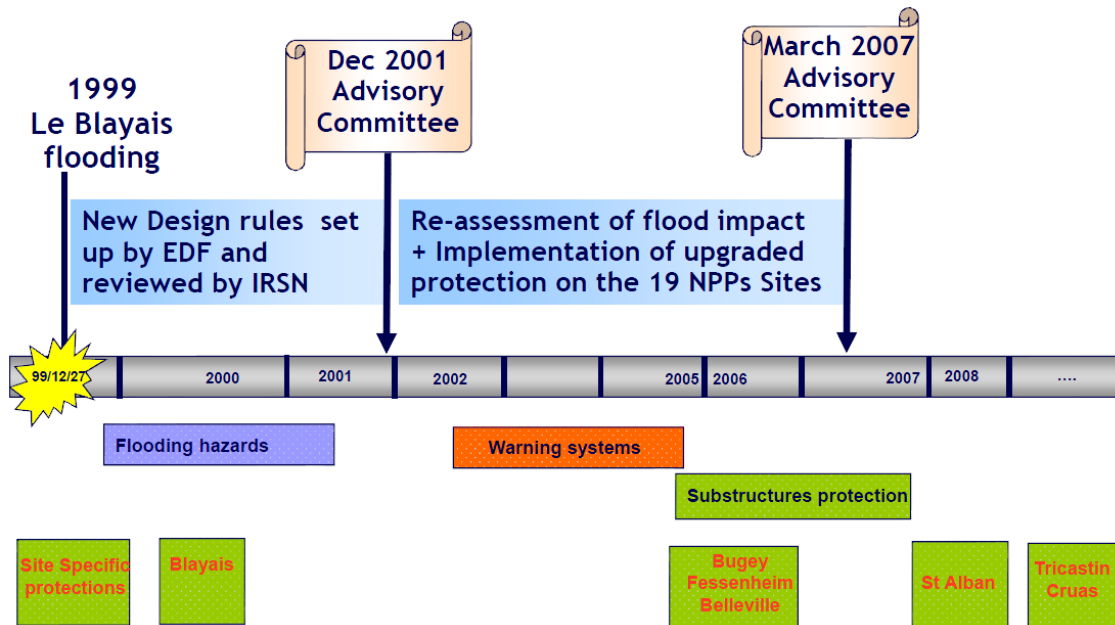 1999
Le Blayais
flooding
Dec 2001
Advisory
Committee
March 2007
Advisory
Committee
New Design rules set
up by EDF and
reviewed by IRSN
Re-assessment of flood impact
+ Implementation of upgraded
protection on the 19 NPPs Sites
99/12/27
2000
2001
2002
2005
2006
2007
2008
....
Flooding hazards
Warning systems
Substructures protection
Site Specific
protections
Blayais
Bugey
Fessenheim
Belleville
St Alban
Tricastin
Cruas